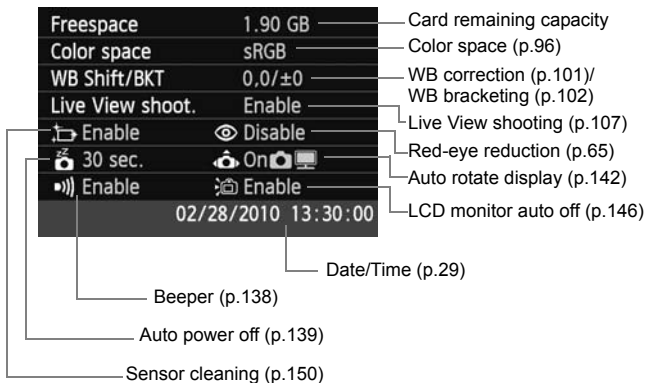 Freespace 1.90 GB Card remaining capacity
Color space sRGB Color space (p.96)
WB Shift/BKT 0,0/±0 WB correction (p.101)/
WB bracketing (p.102)
Live View shoot. Enable Live View shooting (p.107)
Enable Disable Red-eye reduction (p.65)
zz 30 sec. On Auto rotate display (p.142)
Enable Enable LCD monitor auto off (p.146)
02/28/2010 13:30:00
Date/Time (p.29)
Beeper (p.138)
Auto power off (p.139)
Sensor cleaning (p.150)